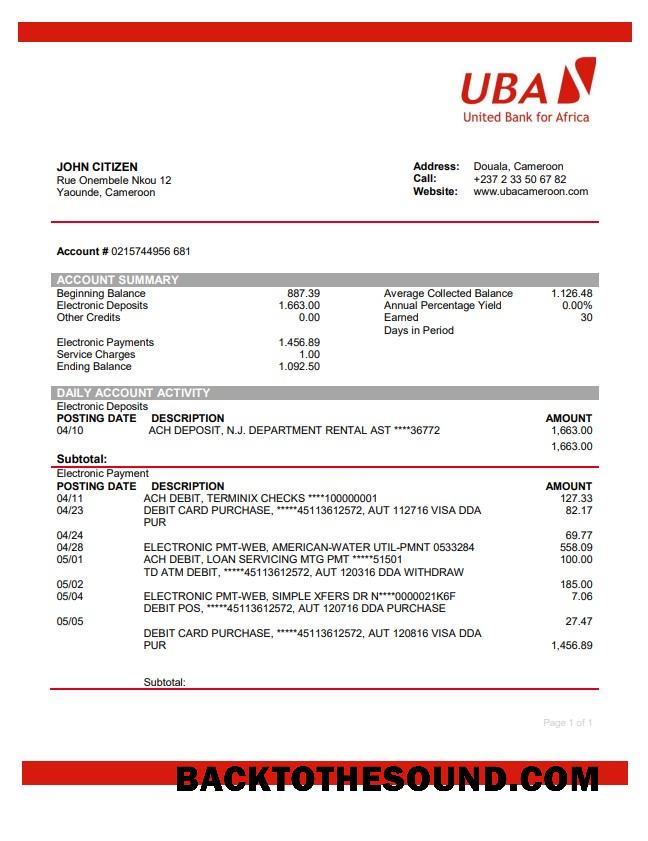 UBA
United Bank for Africa
JOHN CITIZEN
Rue Onembele Nkou 12
Yaounde, Cameroon
Address: Douala, Cameroon
Call: +237 2 33 50 67 82
Website: www.ubacameroon.com
Account # 0215744956 681
ACCOUNT SUMMARY
Beginning Balance 887.39 Average Collected Balance 1.126.48
Electronic Deposits 1.663.00 Annual Percentage Yield 0.00%
Other Credits 0.00 Earned 30
Days in Period
Electronic Payments 1.456.89
Service Charges 1.00
Ending Balance 1.092.50
DAILY ACCOUNT ACTIVITY
Electronic Deposits
POSTING DATE DESCRIPTION AMOUNT
04/10 ACH DEPOSIT, N.J. DEPARTMENT RENTAL AST ****36772 1,663.00
1,663.00
Subtotal:
Electronic Payment
POSTING DATE DESCRIPTION AMOUNT
04/11 ACH DEBIT, TERMINIX CHECKS ****100000001 127.33
04/23 DEBIT CARD PURCHASE, *****45113612572, AUT 112716 VISA DDA 82.17
PUR
04/24 69.77
04/28 ELECTRONIC PMT-WEB, AMERICAN-WATER UTIL-PMNT 0533284 558.09
05/01 ACH DEBIT, LOAN SERVICING MTG PMT *****51501 100.00
TD ATM DEBIT, *****45113612572, AUT 120316 DDA WITHDRAW
05/02 185.00
05/04 ELECTRONIC PMT-WEB, SIMPLE XFERS DR N****0000021K6F 7.06
DEBIT POS, *****45113612572, AUT 120716 DDA PURCHASE
05/05 27.47
DEBIT CARD PURCHASE, *****45113612572, AUT 120816 VISA DDA
PUR 1,456.89
Subtotal:
Page 1 of 1
BACKTOTHESOUND.COM